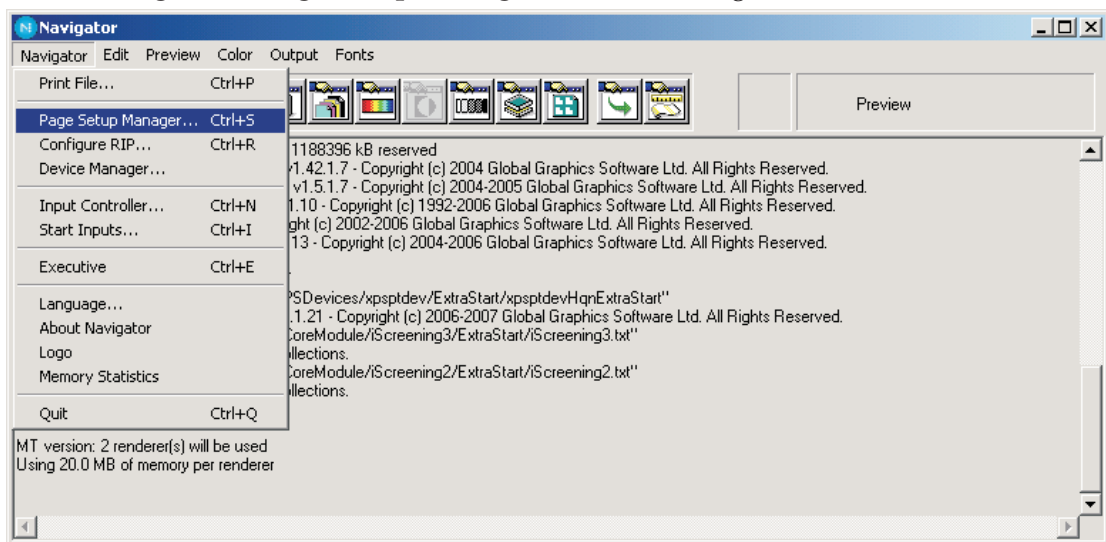 Navigator
Navigator Edit Preview Color Output Fonts
Print File... Ctrl+P
Page Setup Manager... Ctrl+S
Configure RIP... Ctrl+R
Device Manager...
Input Controller... Ctrl+N
Start Inputs... Ctrl+I
Executive Ctrl+E
Language...
About Navigator
Logo
Memory Statistics
Quit Ctrl+Q
Preview
1188396 kB reserved
v1.42.1.7 - Copyright (c) 2004 Global Graphics Software Ltd. All Rights Reserved.
v1.5.1.7 - Copyright (c) 2004-2005 Global Graphics Software Ltd. All Rights Reserved.
1.10 - Copyright (c) 1992-2006 Global Graphics Software Ltd. All Rights Reserved.
ght (c) 2002-2006 Global Graphics Software Ltd. All Rights Reserved.
13 - Copyright (c) 2004-2006 Global Graphics Software Ltd. All Rights Reserved.
PSDevices/xpsptdev/ExtraStart/xpsptdevHqnExtraStart"
.1.21 - Copyright (c) 2006-2007 Global Graphics Software Ltd. All Rights Reserved.
CoreModule/iScreening3/ExtraStart/iScreening3.txt"
llections.
CoreModule/iScreening2/ExtraStart/iScreening2.txt"
llections.
MT version: 2 renderer(s) will be used
Using 20.0 MB of memory per renderer